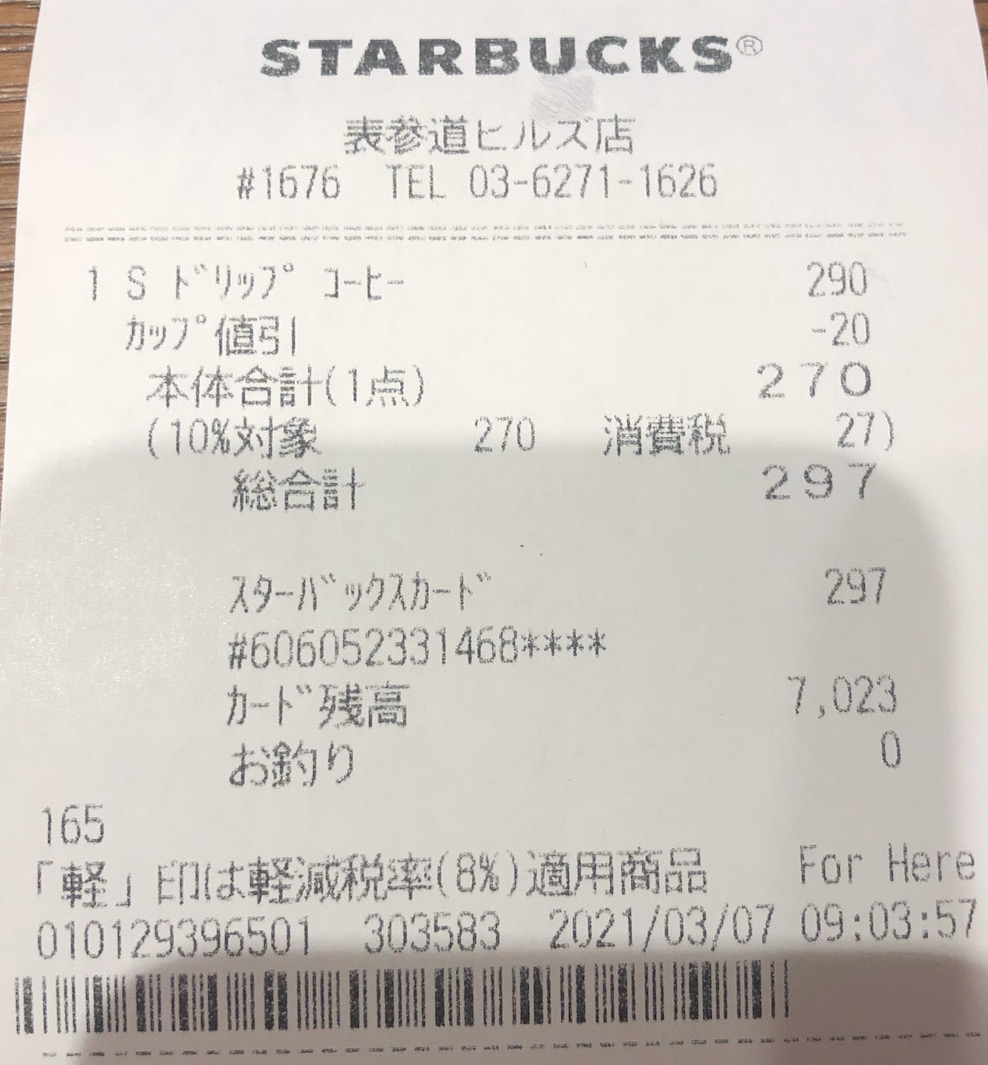 STARBUCKS®
表参道ヒルズ店
#1676 TEL 03-6271-1626
1 S ﾄﾞﾘｯﾌﾟ ｺｰﾋｰ 290
ｶｯﾌﾟ値引 -20
本体合計(1点) 270
(10%対象 270 消費税 27)
総合計 297
ｽﾀｰﾊﾞｯｸｽｶｰﾄﾞ 297
#606052331468****
ｶｰﾄﾞ残高 7,023
お釣り 0
165
「軽」印は軽減税率(8%)適用商品 For Here
010129396501 303583 2021/03/07 09:03:57